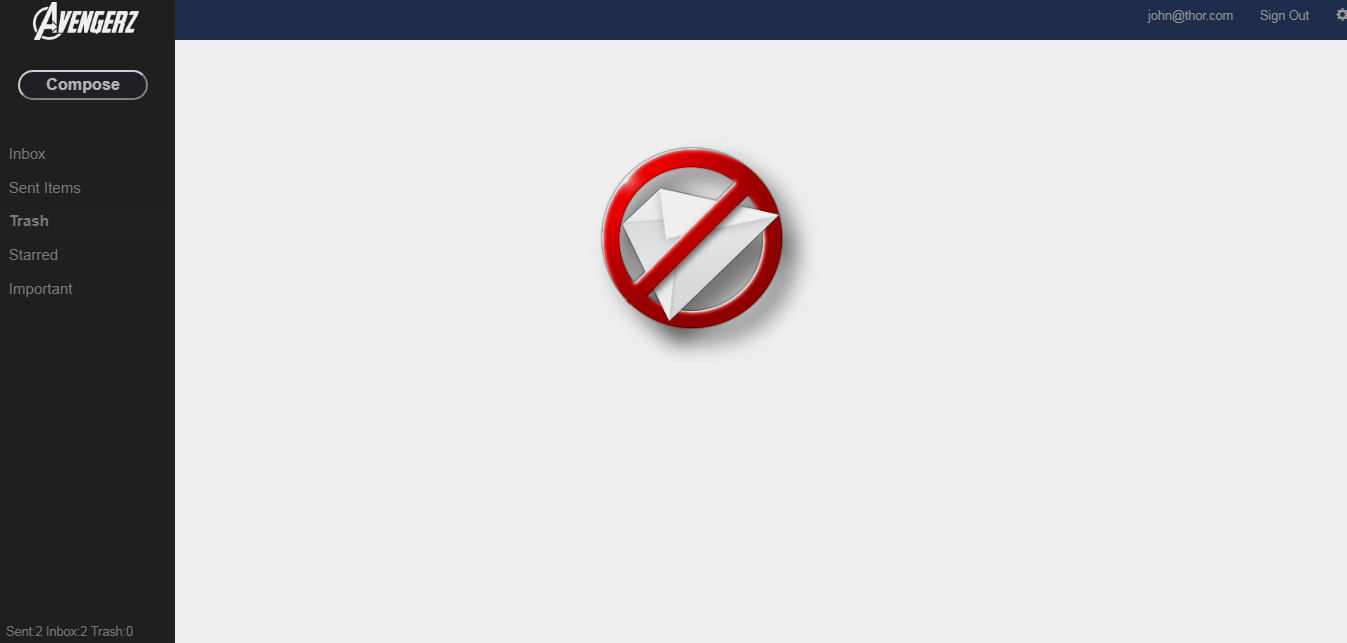 AVENGERZ
john@thor.com Sign Out
Compose
Inbox
Sent Items
Trash
Starred
Important
Sent:2 Inbox:2 Trash:0